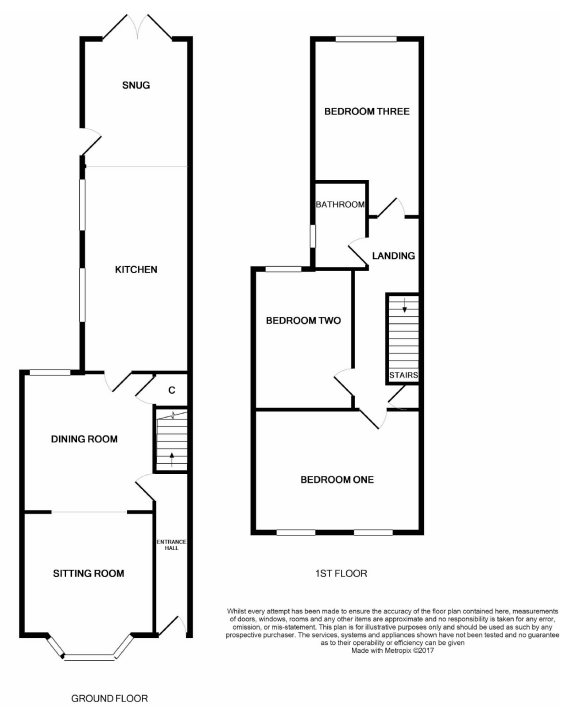 SNUG
KITCHEN
C
DINING ROOM
ENTRANCE
HALL
SITTING ROOM
GROUND FLOOR
BEDROOM THREE
BATHROOM
LANDING
BEDROOM TWO
STAIRS
BEDROOM ONE
1ST FLOOR
Whilst every attempt has been made to ensure the accuracy of the floor plan contained here, measurements
of doors, windows, rooms and any other items are approximate and no responsibility is taken for any error,
omission, or mis-statement. This plan is for illustrative purposes only and should be used as such by any
prospective purchaser. The services, systems and appliances shown have not been tested and no guarantee
as to their operability or efficiency can be given
Made with Metropix ©2017